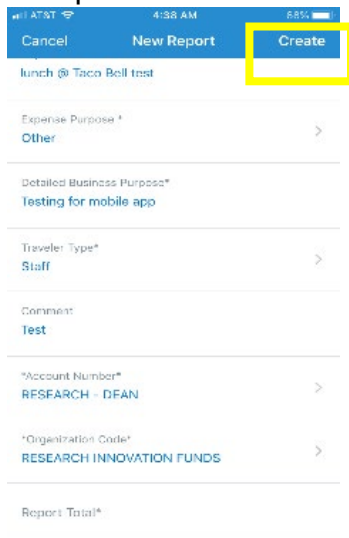 AT&T 4:38 AM 58%
Cancel New Report Create
lunch @ Taco Bell test
Expense Purpose *
Other
Detailed Business Purpose*
Testing for mobile app
Traveler Type*
Staff
Comment
Test
*Account Number*
RESEARCH - DEAN
*Organization Code*
RESEARCH INNOVATION FUNDS
Report Total*